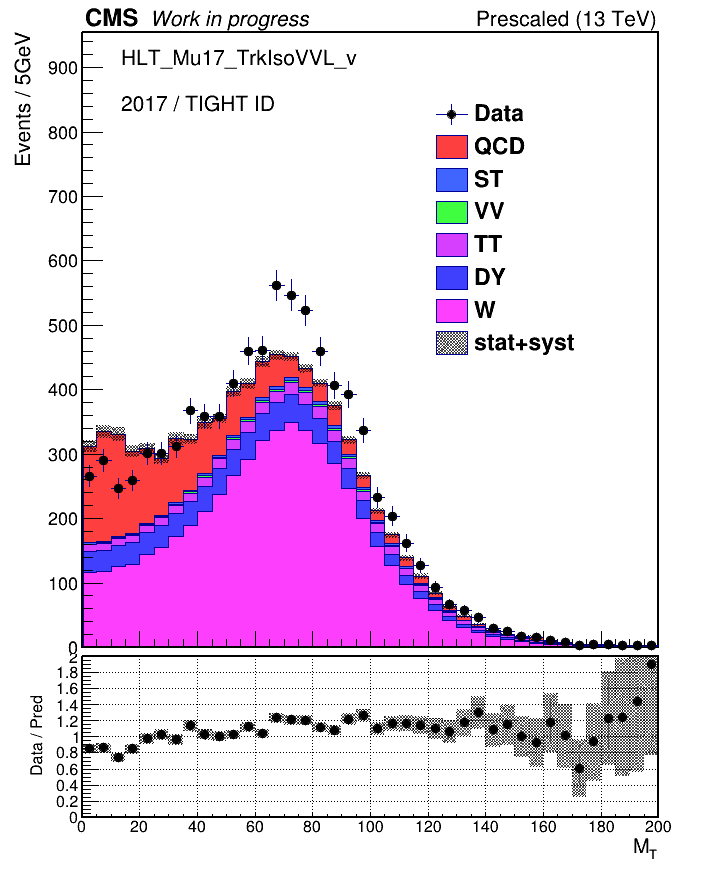 CMS Work in progress Prescaled (13 TeV)
HLT_Mu17_TrkIsoVVL_v
2017 / TIGHT ID
Events / 5GeV
900
800
700
600
500
400
300
200
100
0
Data
QCD
ST
VV
TT
DY
W
stat+syst
Data / Pred
2
1.8
1.6
1.4
1.2
1
0.8
0.6
0.4
0.2
0
0 20 40 60 80 100 120 140 160 180 200
M_T